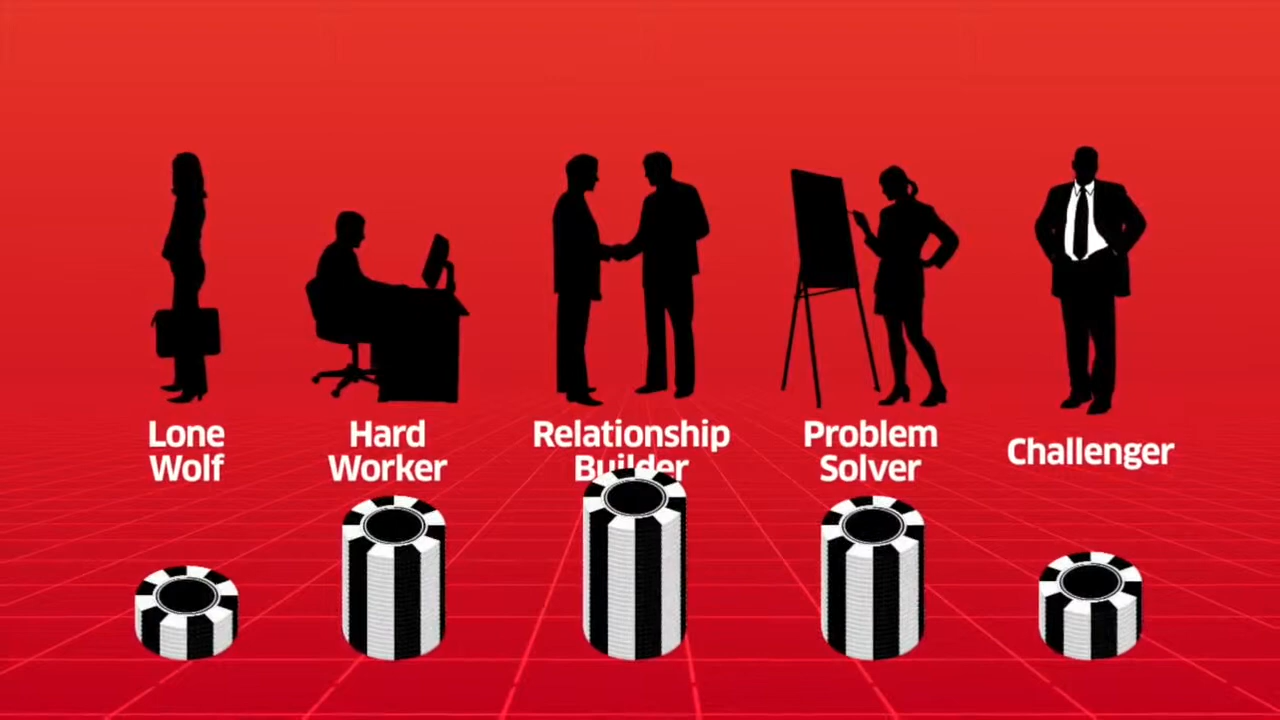 Lone
Wolf
Hard
Worker
Relationship
Builder
Problem
Solver
Challenger